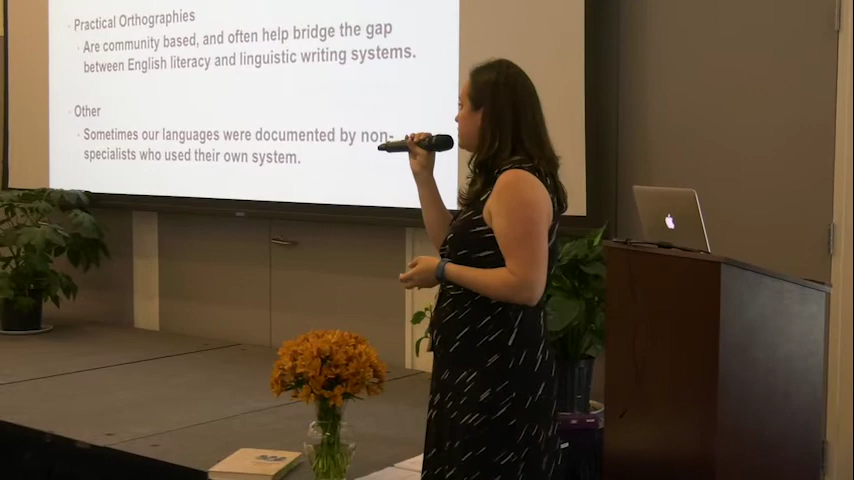 Practical Orthographies
Are community based, and often help bridge the gap
between English literacy and linguistic writing systems.
Other
Sometimes our languages were documented by non-
specialists who used their own system.